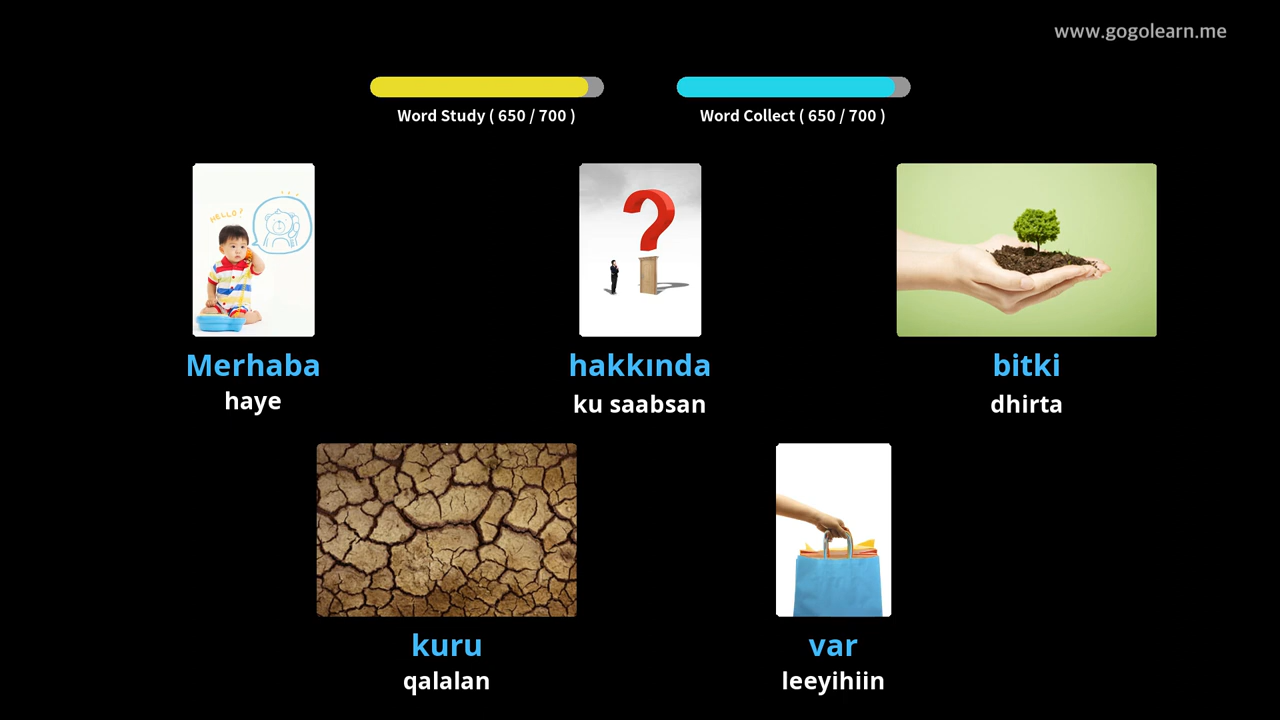 www.gogolearn.me
Word Study ( 650 / 700 )
Word Collect ( 650 / 700 )
HELLO?
Merhaba
haye
hakkında
ku saabsan
bitki
dhirta
kuru
qalalan
var
leeyihiin